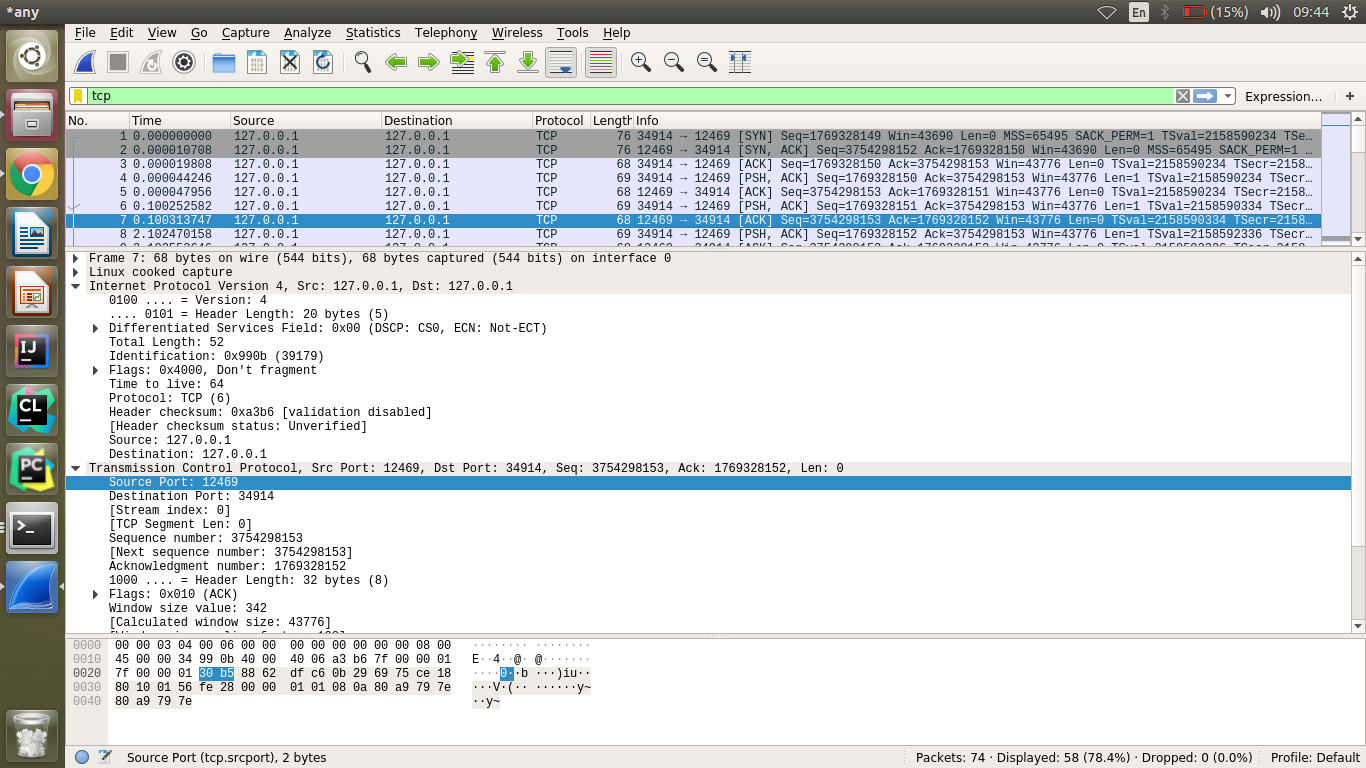 *any
En
(15%)
09:44
File Edit View Go Capture Analyze Statistics Telephony Wireless Tools Help
tcp
Expression…
+
No. Time Source Destination Protocol Length Info
1 0.000000000 127.0.0.1 127.0.0.1 TCP 76 34914 → 12469 [SYN] Seq=1769328149 Win=43690 Len=0 MSS=65495 SACK_PERM=1 TSval=2158590234 TSe…
2 0.000010708 127.0.0.1 127.0.0.1 TCP 76 12469 → 34914 [SYN, ACK] Seq=3754298152 Ack=1769328150 Win=43690 Len=0 MSS=65495 SACK_PERM=1 …
3 0.000019808 127.0.0.1 127.0.0.1 TCP 68 34914 → 12469 [ACK] Seq=1769328150 Ack=3754298153 Win=43776 Len=0 TSval=2158590234 TSecr=2158…
4 0.000044246 127.0.0.1 127.0.0.1 TCP 69 34914 → 12469 [PSH, ACK] Seq=1769328150 Ack=3754298153 Win=43776 Len=1 TSval=2158590234 TSec…
5 0.000047956 127.0.0.1 127.0.0.1 TCP 68 12469 → 34914 [ACK] Seq=3754298153 Ack=1769328151 Win=43776 Len=0 TSval=2158590234 TSecr=2158…
6 0.100252582 127.0.0.1 127.0.0.1 TCP 69 34914 → 12469 [PSH, ACK] Seq=1769328151 Ack=3754298153 Win=43776 Len=1 TSval=2158590334 TSec…
7 0.100313747 127.0.0.1 127.0.0.1 TCP 68 12469 → 34914 [ACK] Seq=3754298153 Ack=1769328152 Win=43776 Len=0 TSval=2158590334 TSecr=2158…
8 2.102470158 127.0.0.1 127.0.0.1 TCP 69 34914 → 12469 [PSH, ACK] Seq=1769328152 Ack=3754298153 Win=43776 Len=1 TSval=2158592336 TSec…
Frame 7: 68 bytes on wire (544 bits), 68 bytes captured (544 bits) on interface 0
Linux cooked capture
Internet Protocol Version 4, Src: 127.0.0.1, Dst: 127.0.0.1
0100 .... = Version: 4
.... 0101 = Header Length: 20 bytes (5)
Differentiated Services Field: 0x00 (DSCP: CS0, ECN: Not-ECT)
Total Length: 52
Identification: 0x990b (39179)
Flags: 0x4000, Don't fragment
Time to live: 64
Protocol: TCP (6)
Header checksum: 0xa3b6 [validation disabled]
[Header checksum status: Unverified]
Source: 127.0.0.1
Destination: 127.0.0.1
Transmission Control Protocol, Src Port: 12469, Dst Port: 34914, Seq: 3754298153, Ack: 1769328152, Len: 0
Source Port: 12469
Destination Port: 34914
[Stream index: 0]
[TCP Segment Len: 0]
Sequence number: 3754298153
[Next sequence number: 3754298153]
Acknowledgment number: 1769328152
1000 .... = Header Length: 32 bytes (8)
Flags: 0x010 (ACK)
Window size value: 342
[Calculated window size: 43776]
0000 00 00 03 04 00 06 00 00 00 00 00 00 00 00 08 00 ········ ········
0010 45 00 00 34 99 0b 40 00 40 06 a3 b6 7f 00 00 01 E··4··@· @·······
0020 7f 00 00 01 30 b5 88 62 df c6 0b 29 69 75 ce 18 ····0··b ···)iu··
0030 80 10 01 56 fe 28 00 00 01 01 08 0a 80 a9 79 7e ···V·(·· ······y~
0040 80 a9 79 7e ··y~
Source Port (tcp.srcport), 2 bytes
Packets: 74 · Displayed: 58 (78.4%) · Dropped: 0 (0.0%)
Profile: Default
IJ
CL
PC